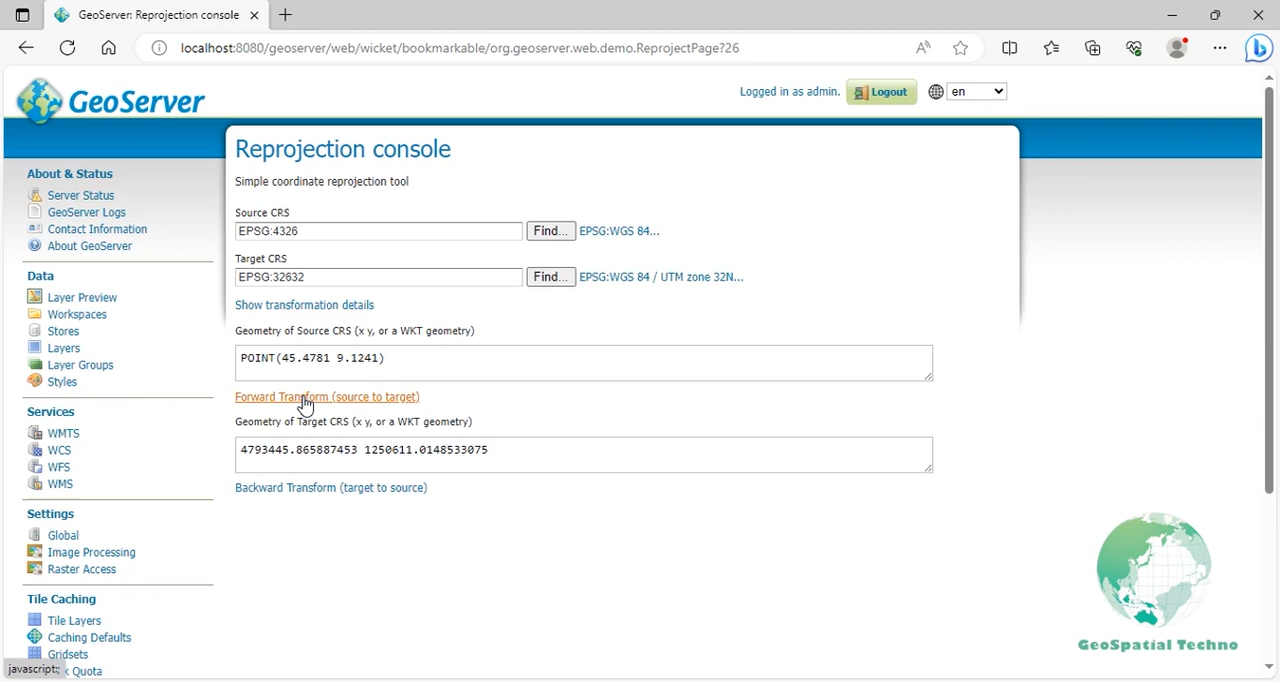 GeoServer: Reprojection console
localhost:8080/geoserver/web/wicket/bookmarkable/org.geoserver.web.demo.ReprojectPage?26
GeoServer
Logged in as admin.
Logout
en
About & Status
Server Status
GeoServer Logs
Contact Information
About GeoServer
Data
Layer Preview
Workspaces
Stores
Layers
Layer Groups
Styles
Services
WMTS
WCS
WFS
WMS
Settings
Global
Image Processing
Raster Access
Tile Caching
Tile Layers
Caching Defaults
Gridsets
k Quota
javascript:;
Reprojection console
Simple coordinate reprojection tool
Source CRS
EPSG:4326 Find... EPSG:WGS 84...
Target CRS
EPSG:32632 Find... EPSG:WGS 84 / UTM zone 32N...
Show transformation details
Geometry of Source CRS (x y, or a WKT geometry)
POINT(45.4781 9.1241)
Forward Transform (source to target)
Geometry of Target CRS (x y, or a WKT geometry)
4793445.865887453 1250611.0148533075
Backward Transform (target to source)
GeoSpatial Techno